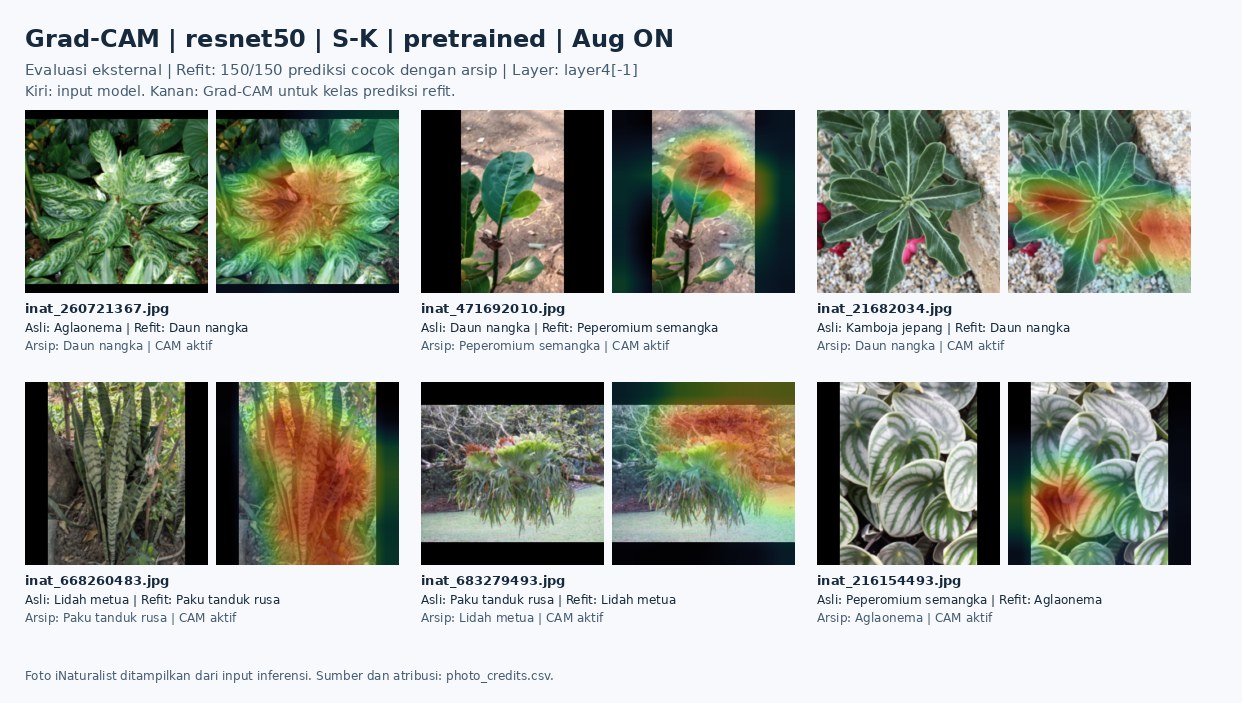 Grad-CAM | resnet50 | S-K | pretrained | Aug ON
Evaluasi eksternal | Refit: 150/150 prediksi cocok dengan arsip | Layer: layer4[-1]
Kiri: input model. Kanan: Grad-CAM untuk kelas prediksi refit.
inat_260721367.jpg
Asli: Aglaonema | Refit: Daun nangka
Arsip: Daun nangka | CAM aktif
inat_471692010.jpg
Asli: Daun nangka | Refit: Peperomium semangka
Arsip: Peperomium semangka | CAM aktif
inat_21682034.jpg
Asli: Kamboja jepang | Refit: Daun nangka
Arsip: Daun nangka | CAM aktif
inat_668260483.jpg
Asli: Lidah metua | Refit: Paku tanduk rusa
Arsip: Paku tanduk rusa | CAM aktif
inat_683279493.jpg
Asli: Paku tanduk rusa | Refit: Lidah metua
Arsip: Lidah metua | CAM aktif
inat_216154493.jpg
Asli: Peperomium semangka | Refit: Aglaonema
Arsip: Aglaonema | CAM aktif
Foto iNaturalist ditampilkan dari input inferensi. Sumber dan atribusi: photo_credits.csv.